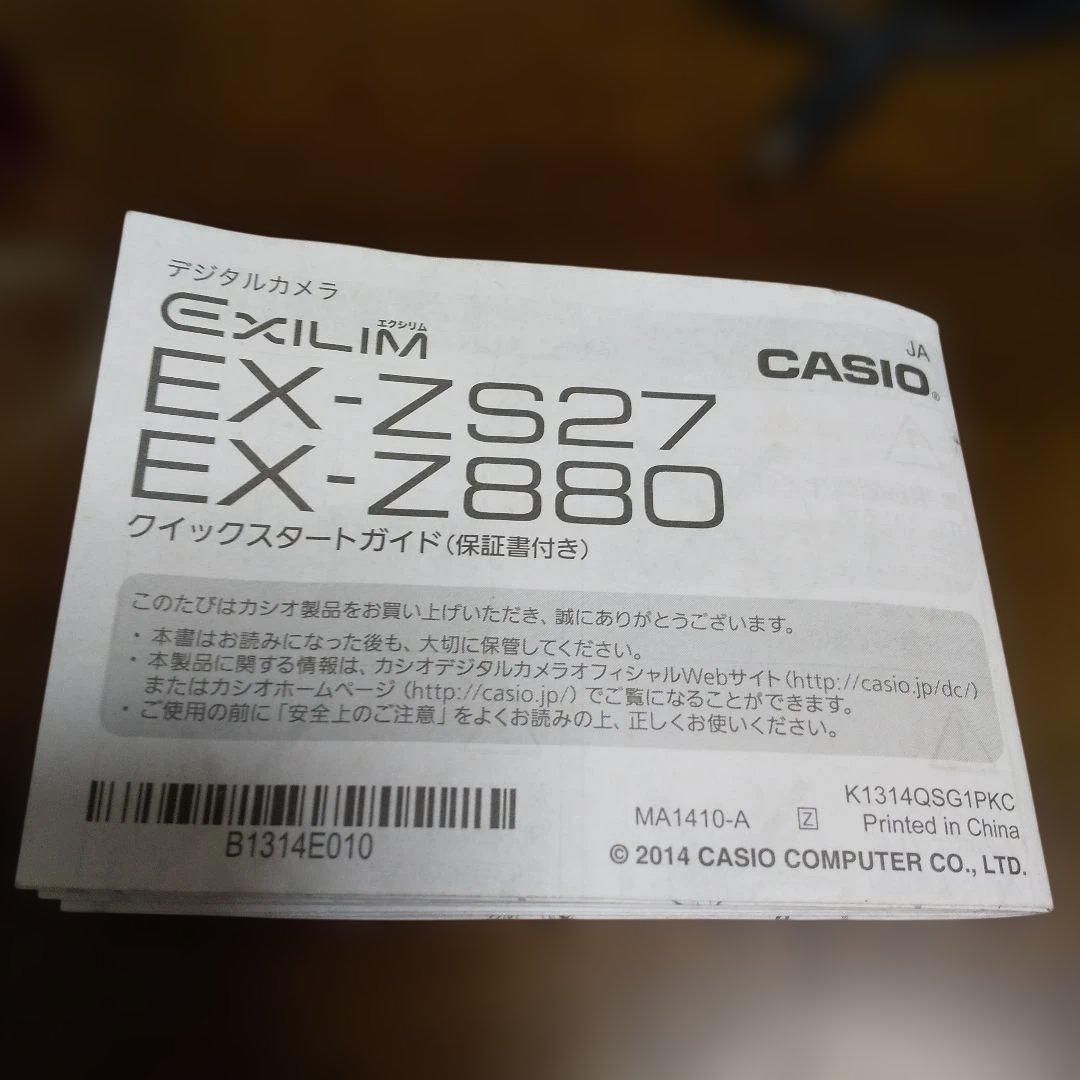 デジタルカメラ
EXILIM エクシリム
JA
CASIO®
EX-ZS27
EX-Z880
クイックスタートガイド（保証書付き）
このたびはカシオ製品をお買い上げいただき、誠にありがとうございます。
・本書はお読みになった後も、大切に保管してください。
・本製品に関する情報は、カシオデジタルカメラオフィシャルWebサイト（http://casio.jp/dc/）
またはカシオホームページ（http://casio.jp/）でご覧になることができます。
・ご使用の前に「安全上のご注意」をよくお読みの上、正しくお使いください。
B1314E010
K1314QSG1PKC
MA1410-A Z Printed in China
© 2014 CASIO COMPUTER CO., LTD.